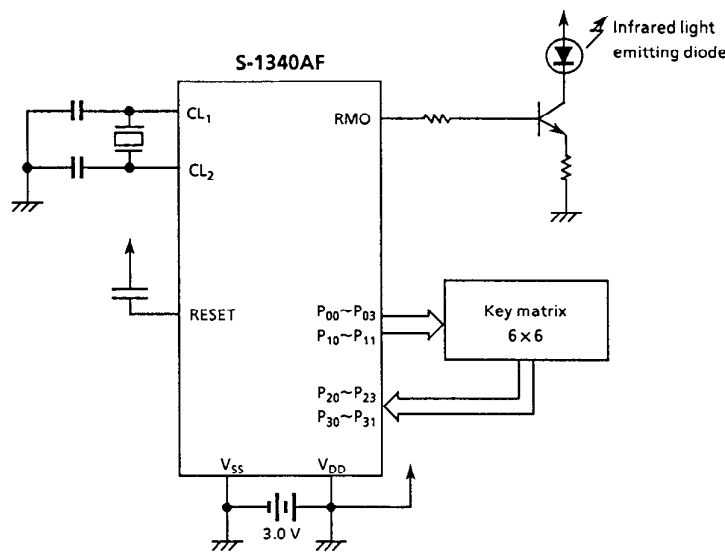 S-1340AF
Infrared light
emitting diode
CL₁
RMO
CL₂
RESET
P₀₀~P₀₃
P₁₀~P₁₁
Key matrix
6×6
P₂₀~P₂₃
P₃₀~P₃₁
Vss
V_DD
3.0 V